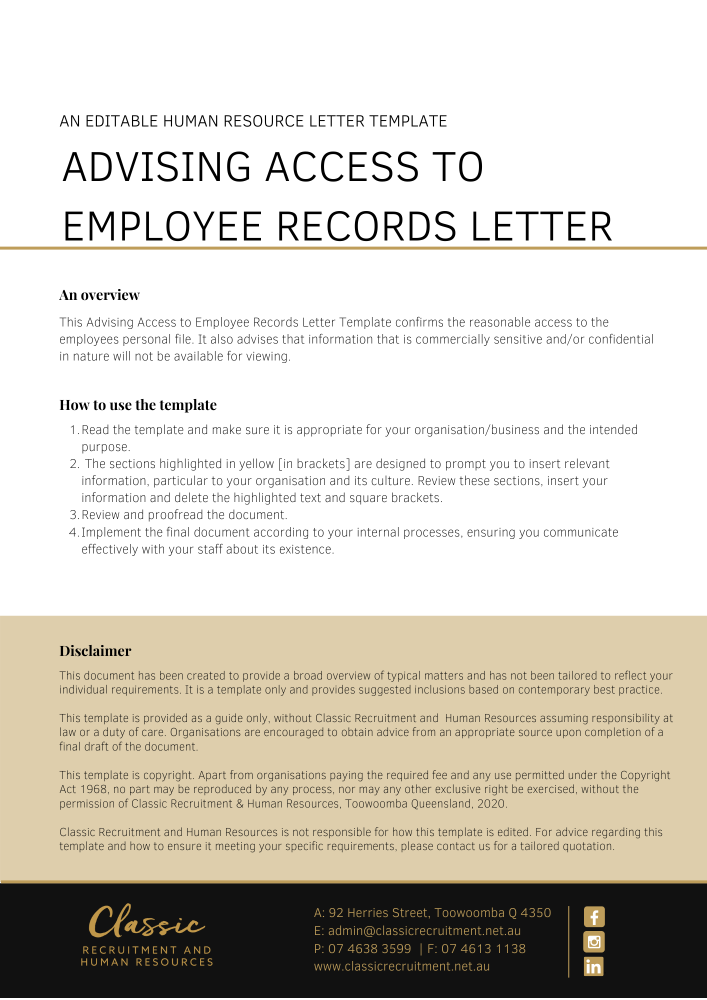 AN EDITABLE HUMAN RESOURCE LETTER TEMPLATE
ADVISING ACCESS TO
EMPLOYEE RECORDS LETTER
An overview
This Advising Access to Employee Records Letter Template confirms the reasonable access to the
employees personal file. It also advises that information that is commercially sensitive and/or confidential
in nature will not be available for viewing.
How to use the template
1. Read the template and make sure it is appropriate for your organisation/business and the intended
purpose.
2. The sections highlighted in yellow [in brackets] are designed to prompt you to insert relevant
information, particular to your organisation and its culture. Review these sections, insert your
information and delete the highlighted text and square brackets.
3. Review and proofread the document.
4. Implement the final document according to your internal processes, ensuring you communicate
effectively with your staff about its existence.
Disclaimer
This document has been created to provide a broad overview of typical matters and has not been tailored to reflect your
individual requirements. It is a template only and provides suggested inclusions based on contemporary best practice.
This template is provided as a guide only, without Classic Recruitment and Human Resources assuming responsibility at
law or a duty of care. Organisations are encouraged to obtain advice from an appropriate source upon completion of a
final draft of the document.
This template is copyright. Apart from organisations paying the required fee and any use permitted under the Copyright
Act 1968, no part may be reproduced by any process, nor may any other exclusive right be exercised, without the
permission of Classic Recruitment & Human Resources, Toowoomba Queensland, 2020.
Classic Recruitment and Human Resources is not responsible for how this template is edited. For advice regarding this
template and how to ensure it meeting your specific requirements, please contact us for a tailored quotation.
Classic
RECRUITMENT AND
HUMAN RESOURCES
A: 92 Herries Street, Toowoomba Q 4350
E: admin@classicrecruitment.net.au
P: 07 4638 3599 | F: 07 4613 1138
www.classicrecruitment.net.au